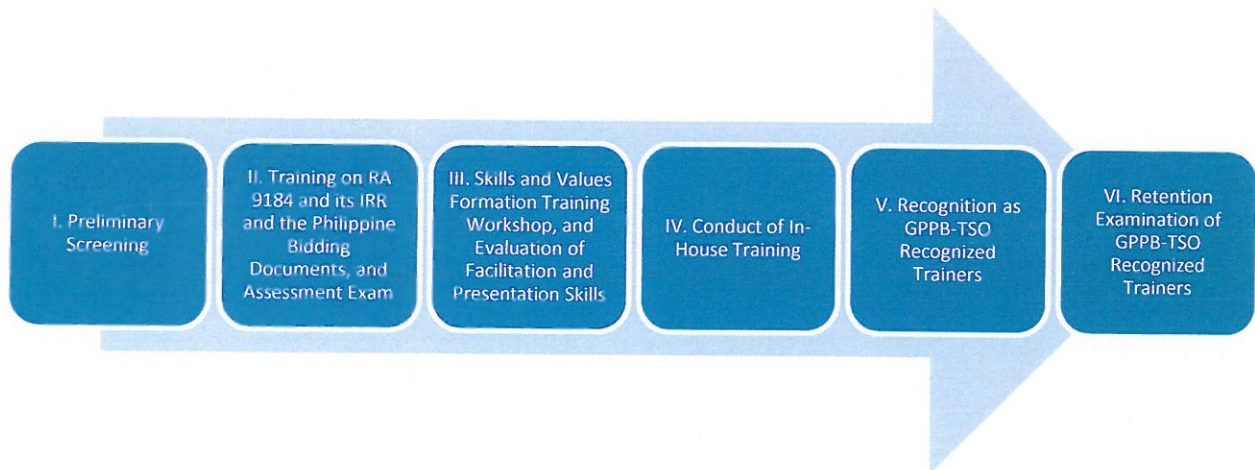 I. Preliminary
Screening
II. Training on RA
9184 and its IRR
and the Philippine
Bidding
Documents, and
Assessment Exam
III. Skills and Values
Formation Training
Workshop, and
Evaluation of
Facilitation and
Presentation Skills
IV. Conduct of In-
House Training
V. Recognition as
GPPB-TSO
Recognized
Trainers
VI. Retention
Examination of
GPPB-TSO
Recognized
Trainers